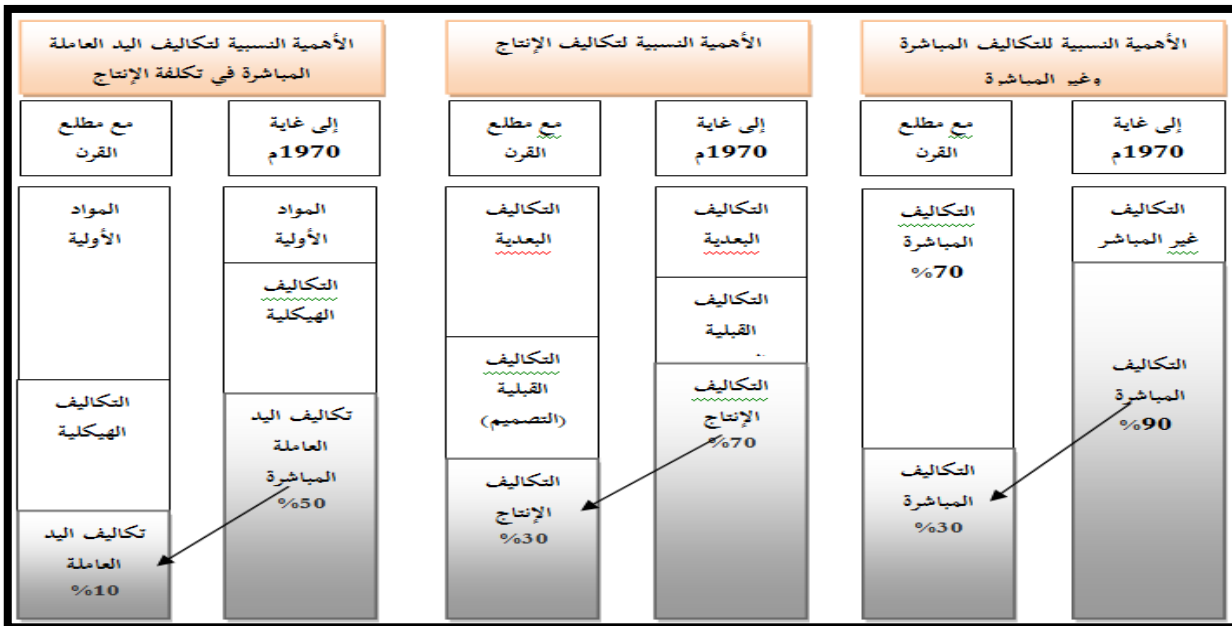 الأهمية النسبية للتكاليف المباشرة
وغير المباشرة
إلى غاية
1970م
مع مطلع
القرن
التكاليف
غير المباشر
التكاليف
المباشرة
%90
التكاليف
المباشرة
%70
التكاليف
المباشرة
%30
الأهمية النسبية لتكاليف الإنتاج
إلى غاية
1970م
مع مطلع
القرن
التكاليف
البعدية
التكاليف
القبلية
التكاليف
الإنتاج
%70
التكاليف
البعدية
التكاليف
القبلية
(التصميم)
التكاليف
الإنتاج
%30
الأهمية النسبية لتكاليف اليد العاملة
المباشرة في تكلفة الإنتاج
إلى غاية
1970م
مع مطلع
القرن
المواد
الأولية
التكاليف
الهيكلية
تكاليف اليد
العاملة
المباشرة
%50
المواد
الأولية
التكاليف
الهيكلية
تكاليف اليد
العاملة
%10